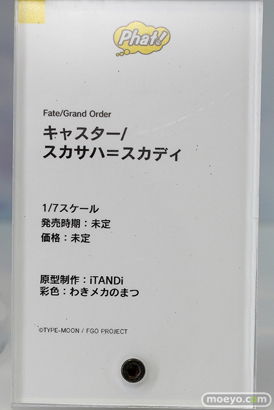 Phat!
Fate/Grand Order
キャスター/
スカサハ＝スカディ
1/7スケール
発売時期：未定
価格：未定
原型制作：iTANDi
彩色：わきメカのまつ
©TYPE-MOON / FGO PROJECT
moeyo.com